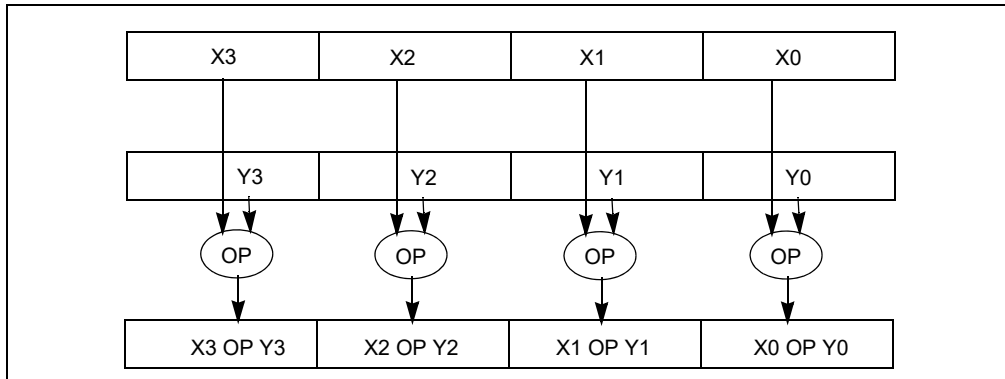 X3 X2 X1 X0
Y3 Y2 Y1 Y0
OP OP OP OP
X3 OP Y3 X2 OP Y2 X1 OP Y1 X0 OP Y0